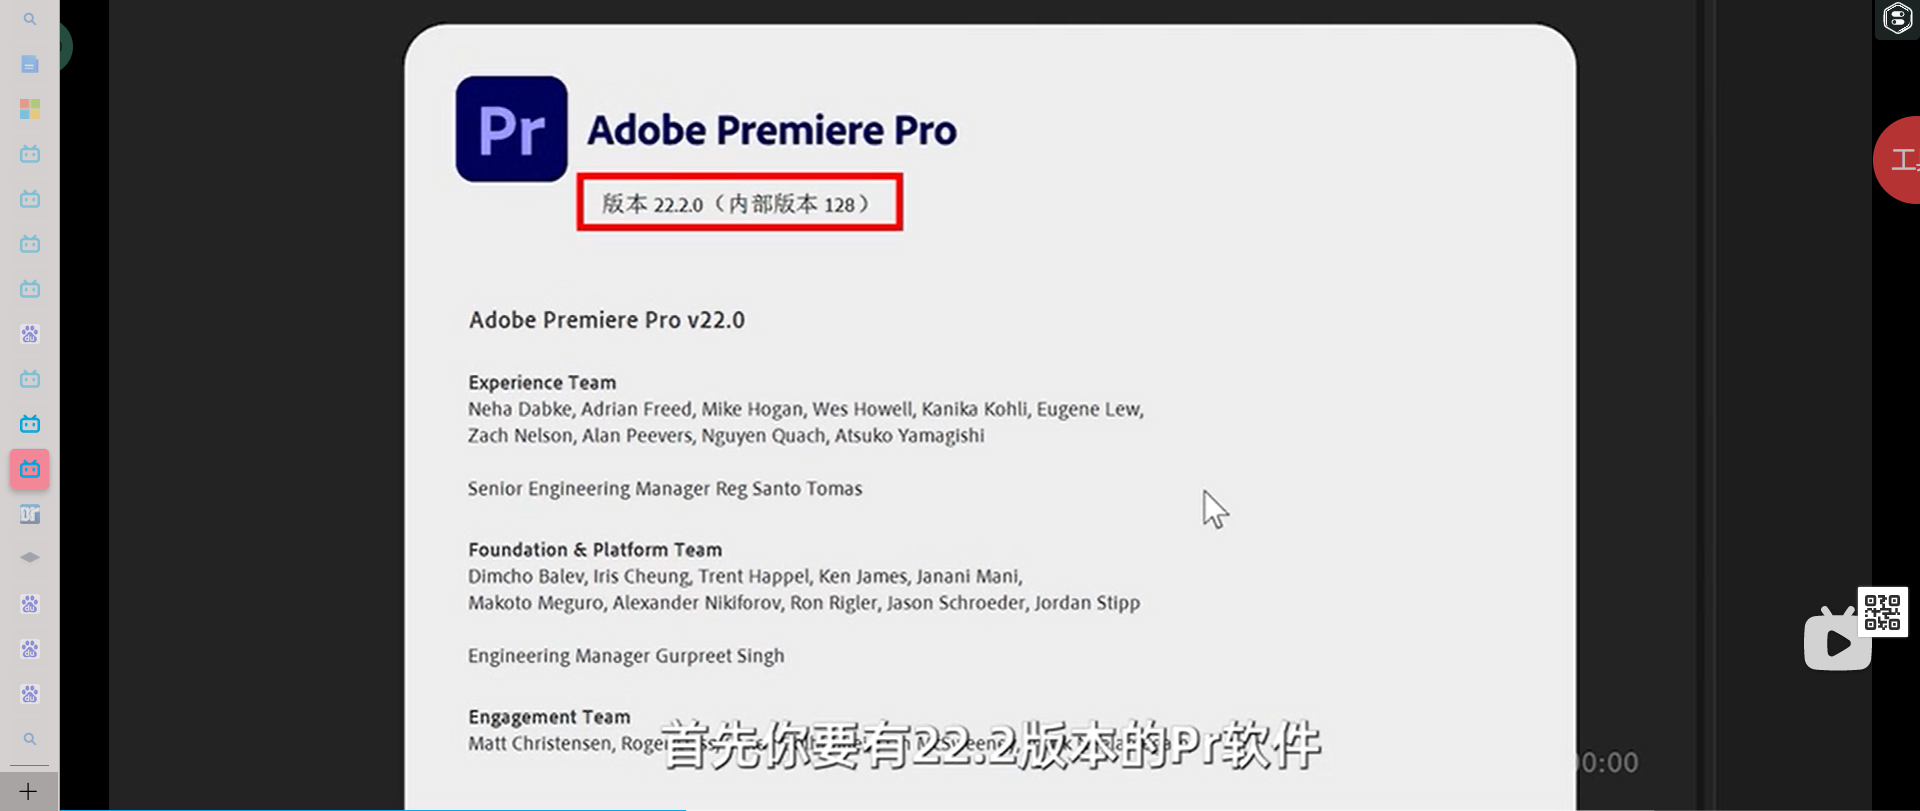 Pr
Adobe Premiere Pro
版本 22.2.0（内部版本 128）
Adobe Premiere Pro v22.0
Experience Team
Neha Dabke, Adrian Freed, Mike Hogan, Wes Howell, Kanika Kohli, Eugene Lew,
Zach Nelson, Alan Peevers, Nguyen Quach, Atsuko Yamagishi
Senior Engineering Manager Reg Santo Tomas
Foundation & Platform Team
Dimcho Balev, Iris Cheung, Trent Happel, Ken James, Janani Mani,
Makoto Meguro, Alexander Nikiforov, Ron Rigler, Jason Schroeder, Jordan Stipp
Engineering Manager Gurpreet Singh
Engagement Team
Matt Christensen,
首先你要有22.2版本的Pr软件
00:00
工